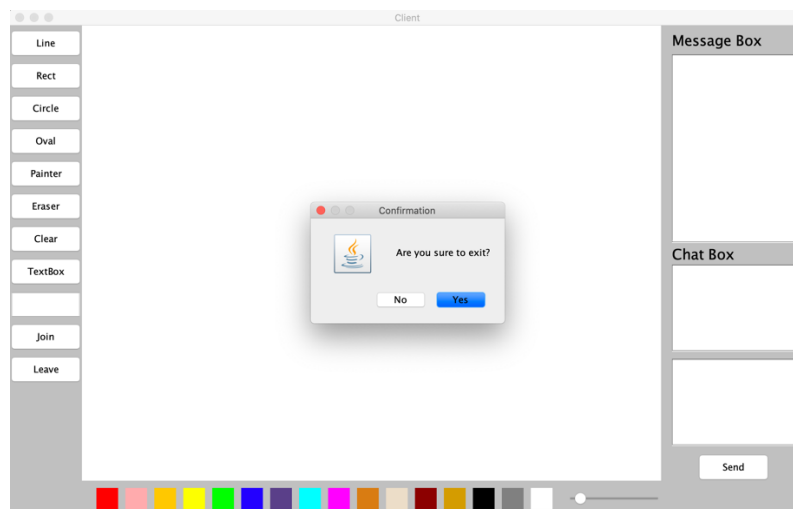 Client
Line
Rect
Circle
Oval
Painter
Eraser
Clear
TextBox
Join
Leave
Confirmation
Are you sure to exit?
No
Yes
Message Box
Chat Box
Send